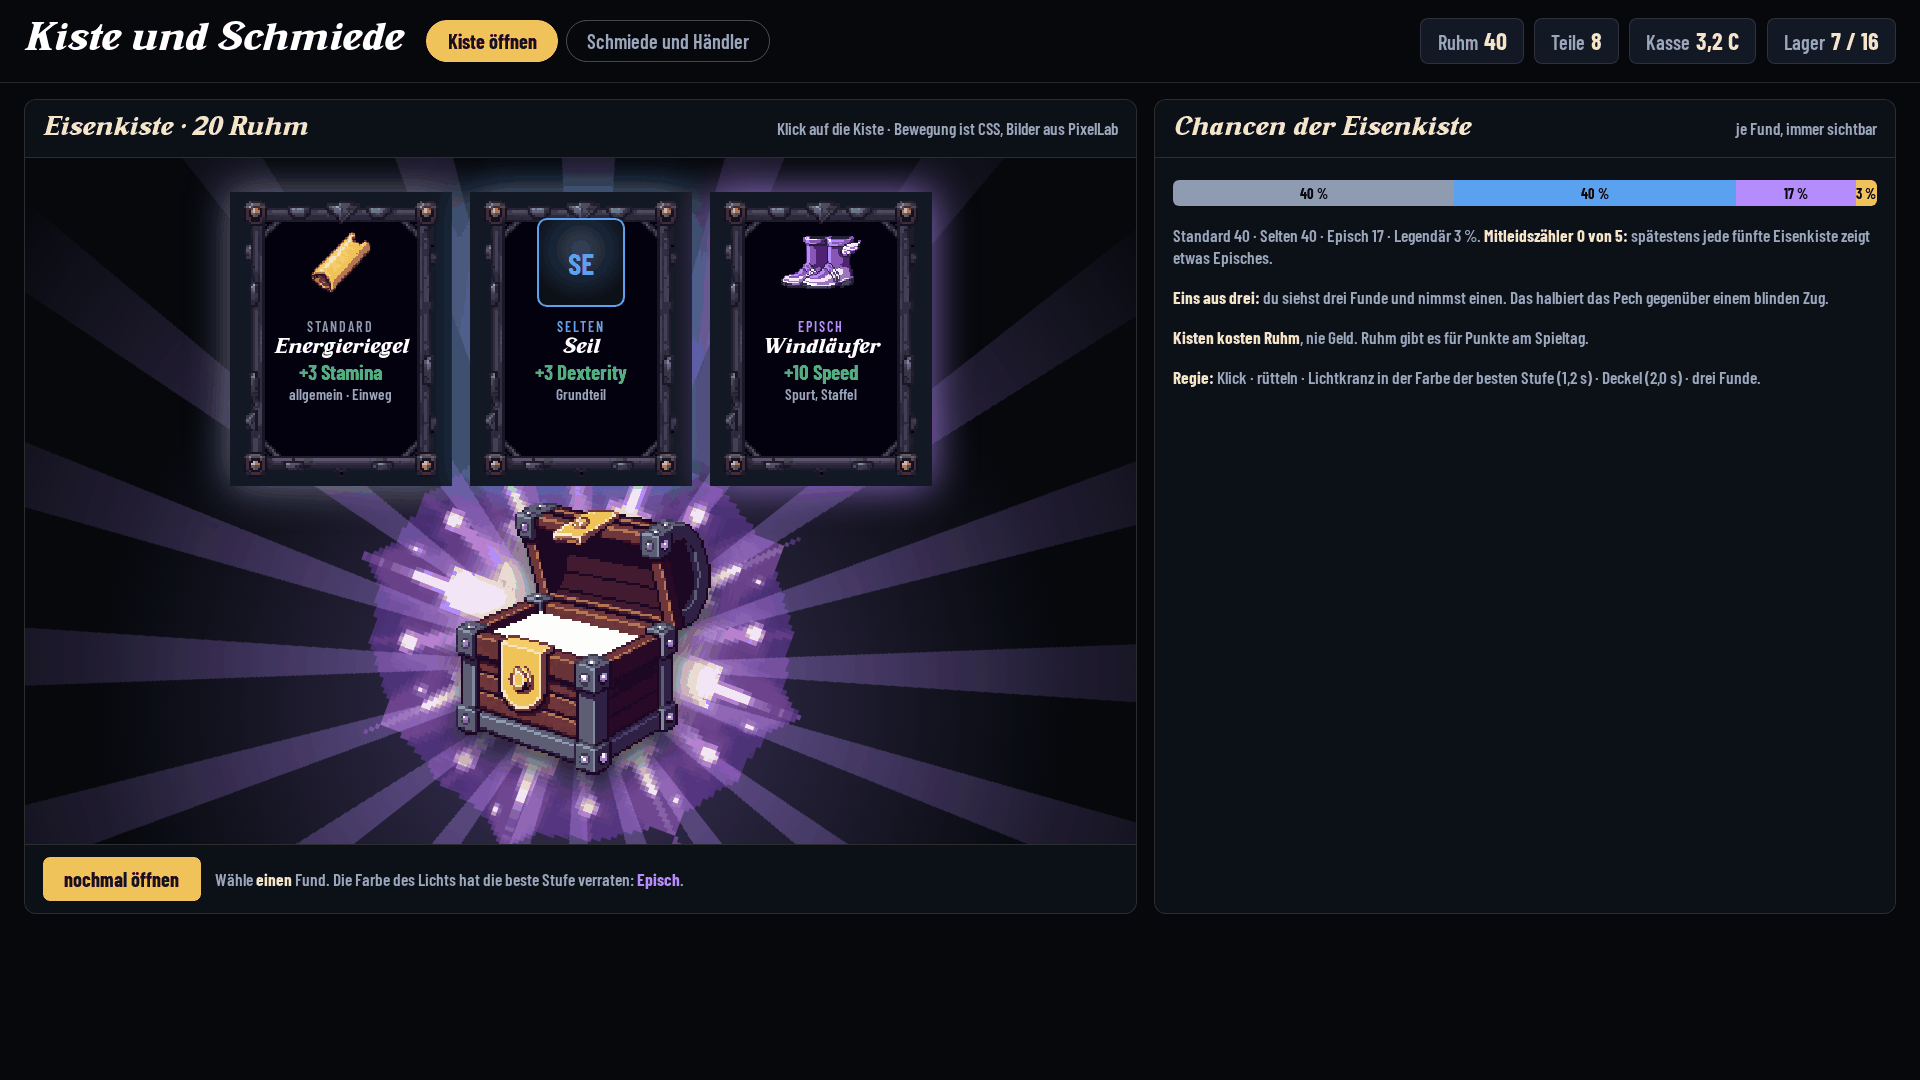 Kiste und Schmiede
Kiste öffnen
Schmiede und Händler
Ruhm 40
Teile 8
Kasse 3,2 C
Lager 7 / 16
Eisenkiste · 20 Ruhm
Klick auf die Kiste · Bewegung ist CSS, Bilder aus PixelLab
STANDARD
Energieriegel
+3 Stamina
allgemein · Einweg
SE
SELTEN
Seil
+3 Dexterity
Grundteil
EPISCH
Windläufer
+10 Speed
Spurt, Staffel
nochmal öffnen
Wähle einen Fund. Die Farbe des Lichts hat die beste Stufe verraten: Episch.
Chancen der Eisenkiste
je Fund, immer sichtbar
40 %
40 %
17 %
3 %
Standard 40 · Selten 40 · Episch 17 · Legendär 3 %. Mitleidszähler 0 von 5: spätestens jede fünfte Eisenkiste zeigt
etwas Episches.
Eins aus drei: du siehst drei Funde und nimmst einen. Das halbiert das Pech gegenüber einem blinden Zug.
Kisten kosten Ruhm, nie Geld. Ruhm gibt es für Punkte am Spieltag.
Regie: Klick · rütteln · Lichtkranz in der Farbe der besten Stufe (1,2 s) · Deckel (2,0 s) · drei Funde.